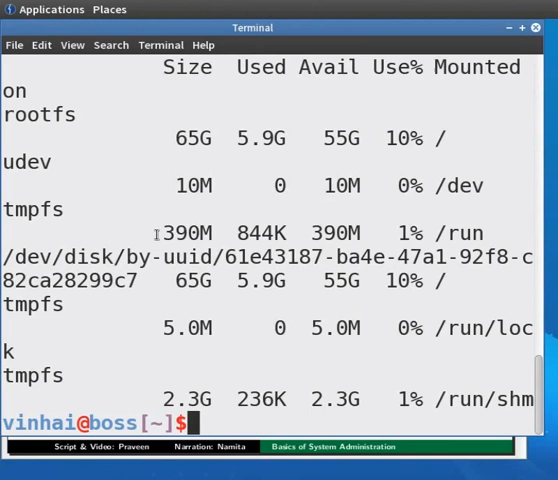 Applications Places
Terminal
File Edit View Search Terminal Help
Size Used Avail Use% Mounted
on
rootfs
65G 5.9G 55G 10% /
udev
10M 0 10M 0% /dev
tmpfs
390M 844K 390M 1% /run
/dev/disk/by-uuid/61e43187-ba4e-47a1-92f8-c
82ca28299c7 65G 5.9G 55G 10% /
tmpfs
5.0M 0 5.0M 0% /run/loc
k
tmpfs
2.3G 236K 2.3G 1% /run/shm
vinhai@boss[~]$
Script & Video: Praveen Narration: Namita Basics of System Administration